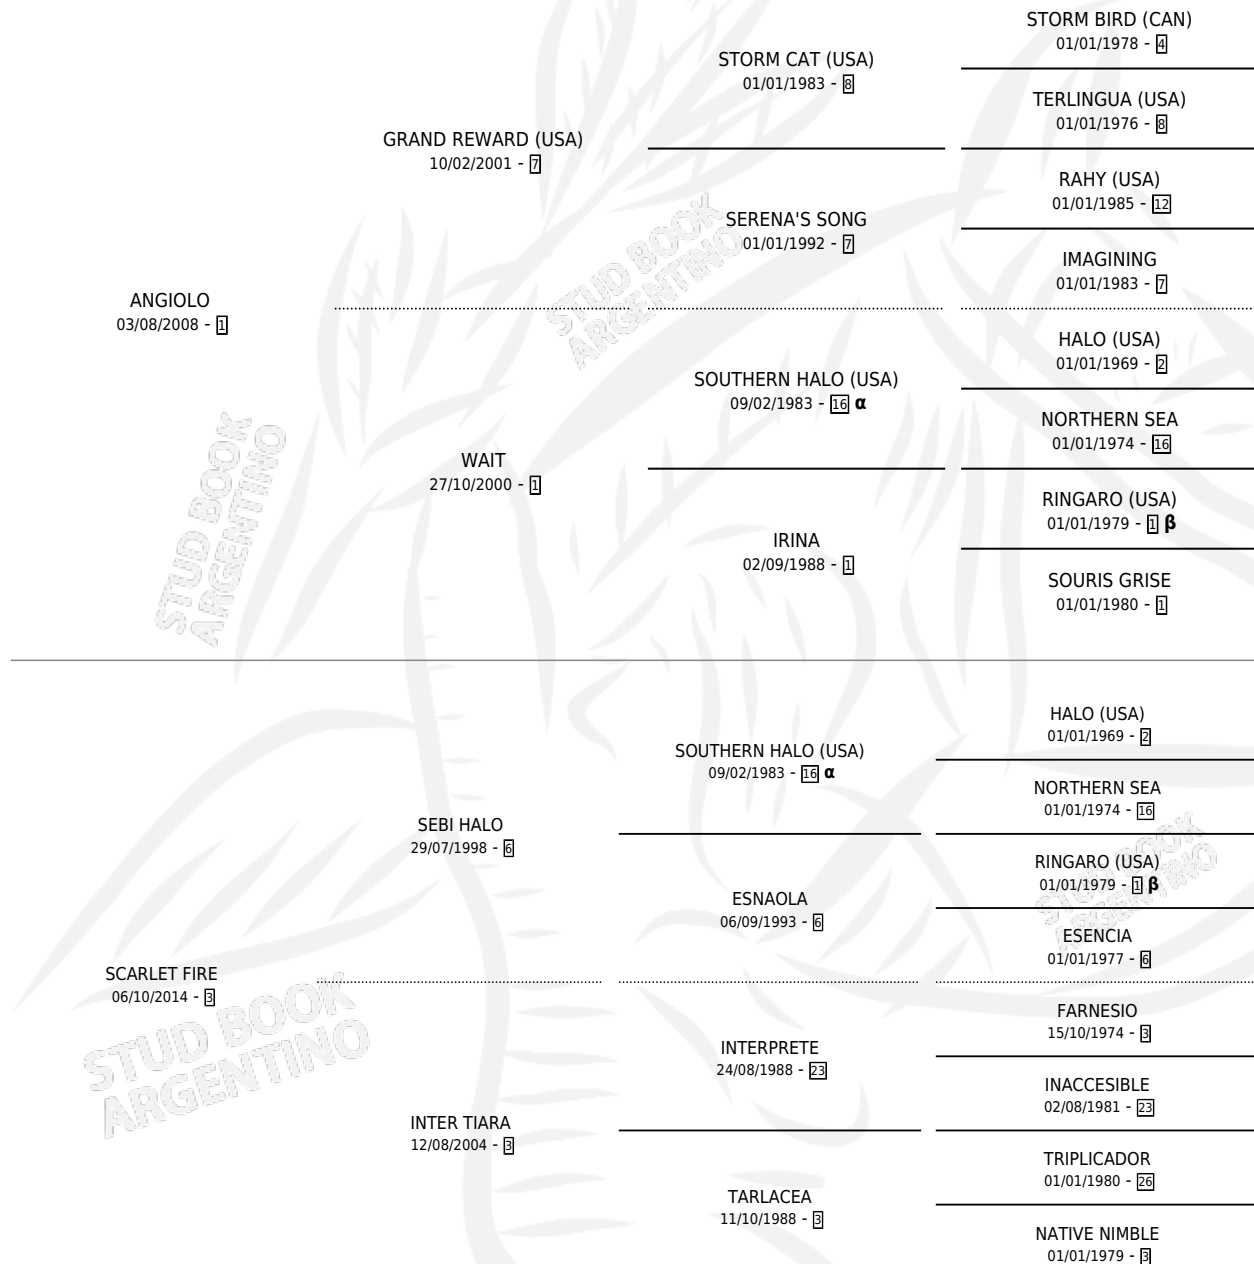 STORM BIRD (CAN)
01/01/1978 - 4
STORM CAT (USA)
01/01/1983 - 8
TERLINGUA (USA)
01/01/1976 - 8
GRAND REWARD (USA)
10/02/2001 - 7
RAHY (USA)
01/01/1985 - 12
SERENA'S SONG
01/01/1992 - 7
IMAGINING
01/01/1983 - 7
STUD BOOK
ARGENTINO
ANGIOLO
03/08/2008 - 1
HALO (USA)
01/01/1969 - 2
SOUTHERN HALO (USA)
09/02/1983 - 16 α
NORTHERN SEA
01/01/1974 - 16
WAIT
27/10/2000 - 1
RINGARO (USA)
01/01/1979 - 1 β
IRINA
02/09/1988 - 1
SOURIS GRISE
01/01/1980 - 1
STUD BOOK
ARGENTINO
HALO (USA)
01/01/1969 - 2
SOUTHERN HALO (USA)
09/02/1983 - 16 α
NORTHERN SEA
01/01/1974 - 16
SEBI HALO
29/07/1998 - 6
RINGARO (USA)
01/01/1979 - 1 β
STUD BOOK
ARGENTINO
ESNAOLA
06/09/1993 - 6
ESENCIA
01/01/1977 - 6
SCARLET FIRE
06/10/2014 - 3
STUD BOOK
ARGENTINO
FARNESIO
15/10/1974 - 3
INTERPRETE
24/08/1988 - 23
INACCESIBLE
02/08/1981 - 23
INTER TIARA
12/08/2004 - 3
TRIPLICADOR
01/01/1980 - 26
TARLACEA
11/10/1988 - 3
NATIVE NIMBLE
01/01/1979 - 3